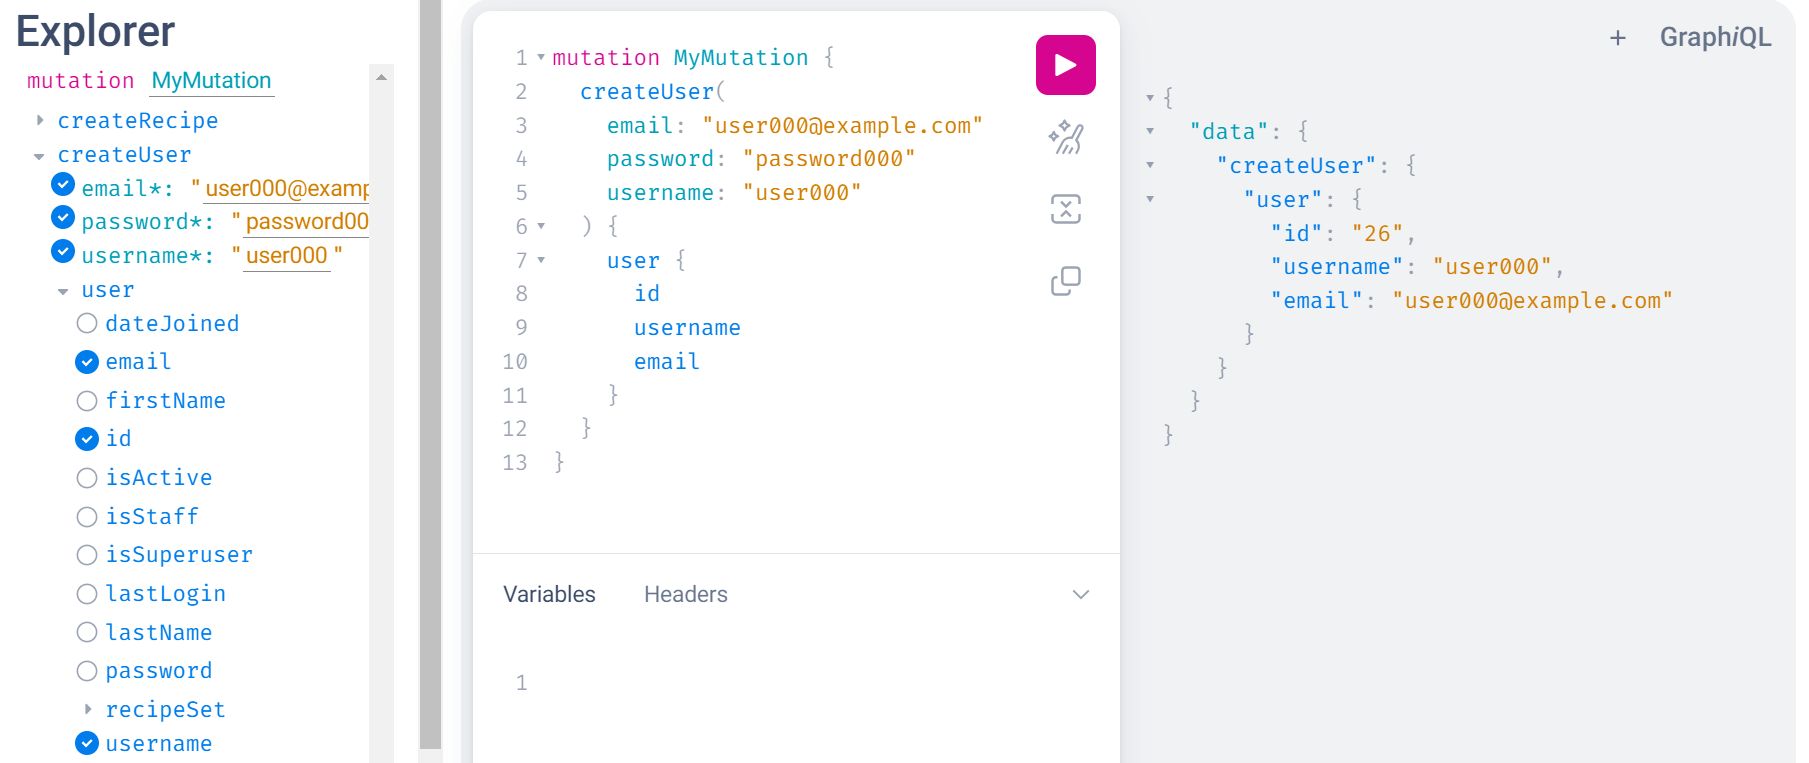 Explorer
mutation MyMutation
createRecipe
createUser
email*: "user000@examp
password*: "password00
username*: "user000"
user
dateJoined
email
firstName
id
isActive
isStaff
isSuperuser
lastLogin
lastName
password
recipeSet
username
1 mutation MyMutation {
2 createUser(
3 email: "user000@example.com"
4 password: "password000"
5 username: "user000"
6 ) {
7 user {
8 id
9 username
10 email
11 }
12 }
13 }
Variables Headers
1
+ GraphiQL
{
"data": {
"createUser": {
"user": {
"id": "26",
"username": "user000",
"email": "user000@example.com"
}
}
}
}